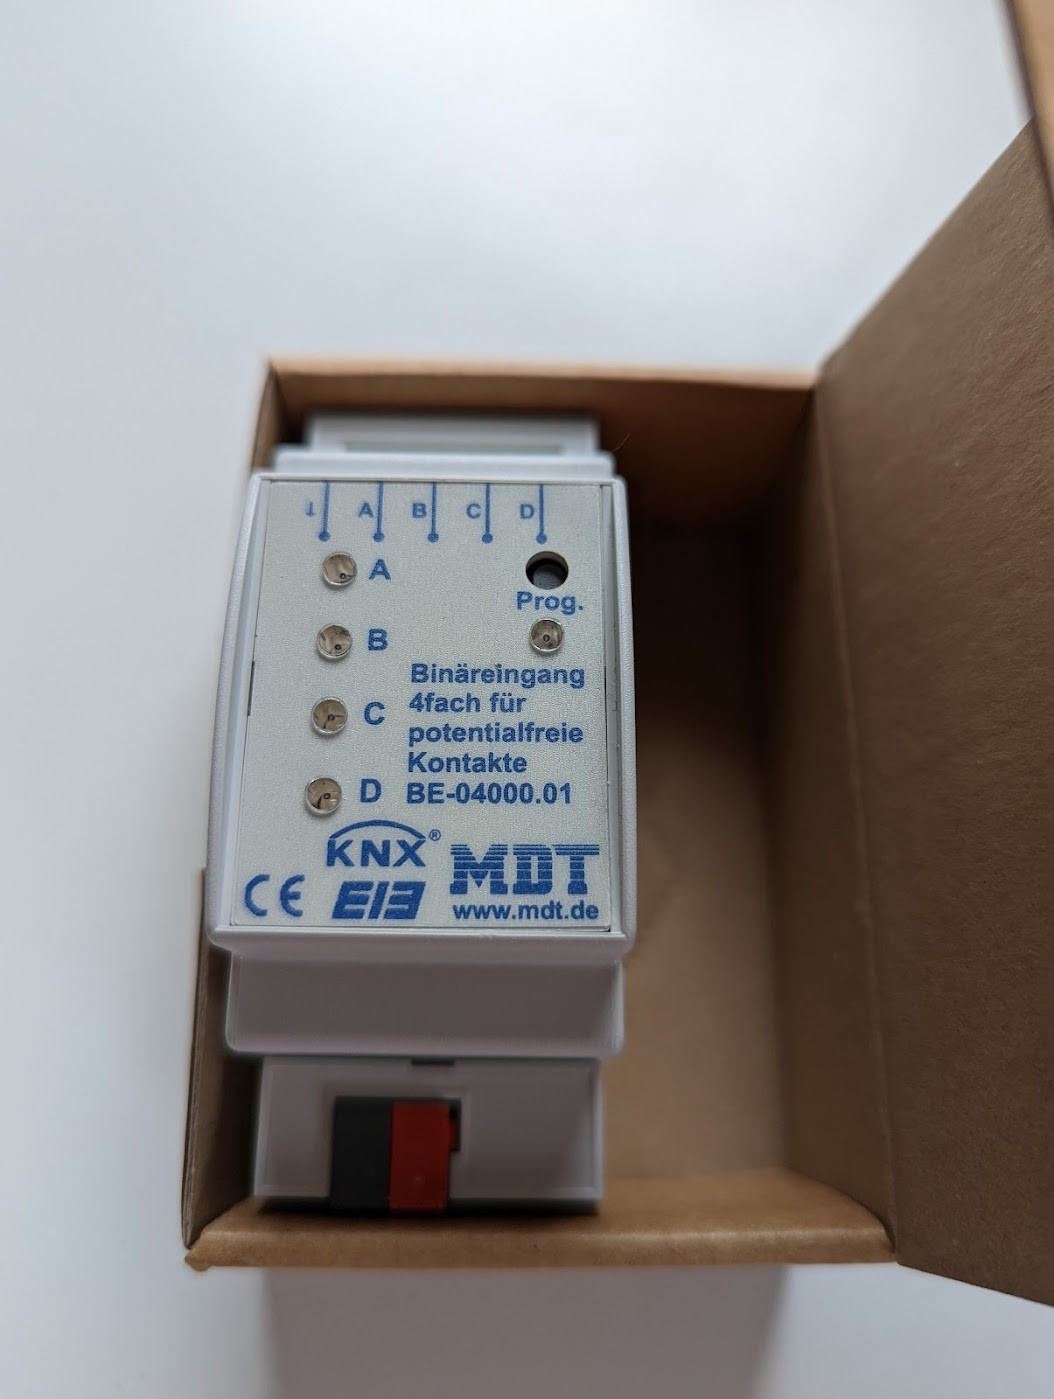 ↓ A B C D
A
Prog.
B
Binäreingang
4fach für
C
potentialfreie
Kontakte
D
BE-04000.01
KNX®
MDT
CE EIB
www.mdt.de